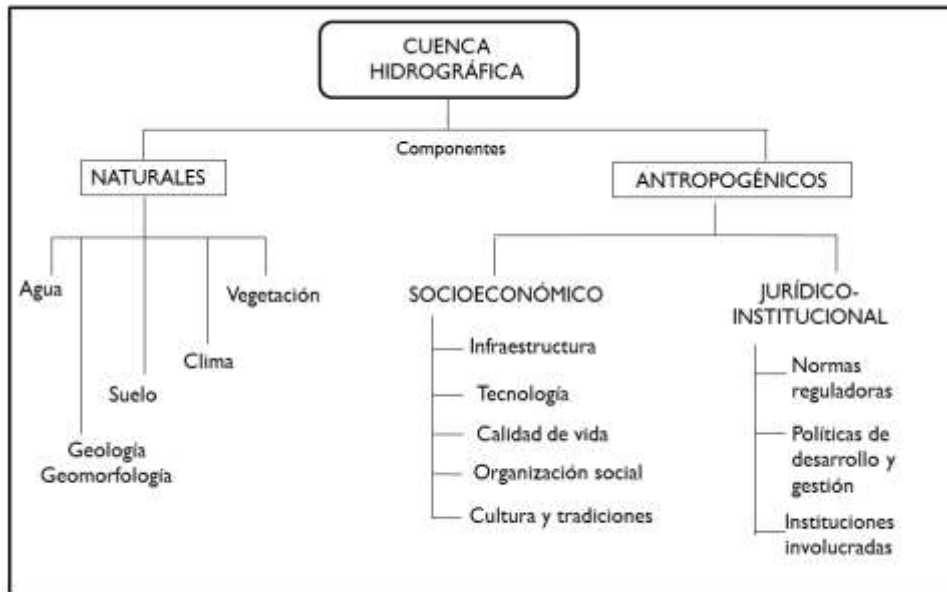 CUENCA
HIDROGRÁFICA
Componentes
NATURALES
ANTROPOGÉNICOS
Agua
Vegetación
Clima
Suelo
Geología
Geomorfología
SOCIOECONÓMICO
Infraestructura
Tecnología
Calidad de vida
Organización social
Cultura y tradiciones
JURÍDICO-
INSTITUCIONAL
Normas
reguladoras
Políticas de
desarrollo y
gestión
Instituciones
involucradas